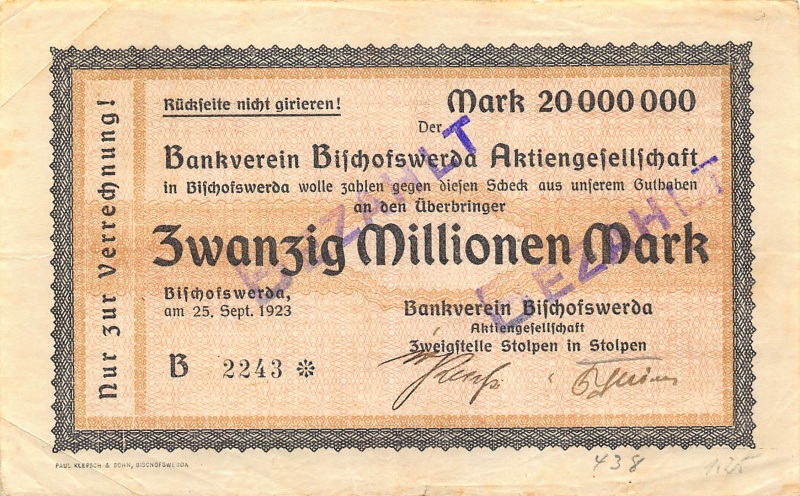 Nur zur Verrechnung!
Rückseite nicht girieren!
Mark 20 000 000
Der
Bankverein Bischofswerda Aktiengesellschaft
in Bischofswerda wolle zahlen gegen diesen Scheck aus unserem Guthaben
an den Überbringer
Zwanzig Millionen Mark
Bischofswerda,
am 25. Sept. 1923
Bankverein Bischofswerda
Aktiengesellschaft
Zweigstelle Stolpen in Stolpen
B 2243 *
BEZAHLT
BEZAHLT
PAUL KLEPSCH & SOHN, BISCHOFSWERDA
438